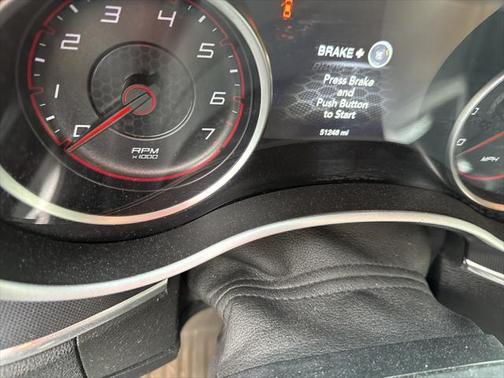 0
1
2
3
4
5
6
7
RPM
x1000
BRAKE +
Press Brake
and
Push Button
to Start
51248 mi
MPH